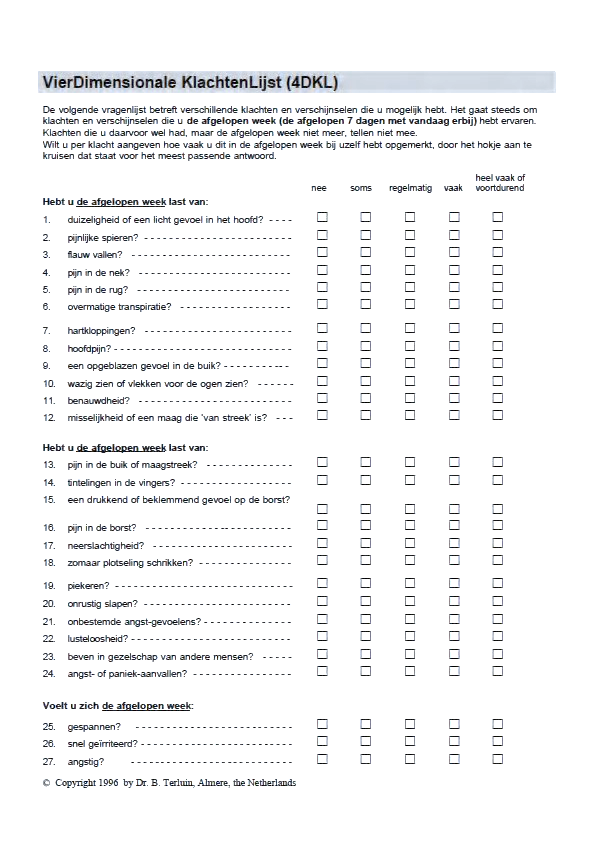 VierDimensionale KlachtenLijst (4DKL)
De volgende vragenlijst betreft verschillende klachten en verschijnselen die u mogelijk hebt. Het gaat steeds om
klachten en verschijnselen die u de afgelopen week (de afgelopen 7 dagen met vandaag erbij) hebt ervaren.
Klachten die u daarvoor wel had, maar de afgelopen week niet meer, tellen niet mee.
Wilt u per klacht aangeven hoe vaak u dit in de afgelopen week bij uzelf hebt opgemerkt, door het hokje aan te
kruisen dat staat voor het meest passende antwoord.
nee soms regelmatig vaak heel vaak of
voortdurend
Hebt u de afgelopen week last van:
1. duizeligheid of een licht gevoel in het hoofd? - - - - □ □ □ □ □
2. pijnlijke spieren? - - - - - - - - - - - - - - - - - - - - - - - - - □ □ □ □ □
3. flauw vallen? - - - - - - - - - - - - - - - - - - - - - - - - - - - □ □ □ □ □
4. pijn in de nek? - - - - - - - - - - - - - - - - - - - - - - - - - - □ □ □ □ □
5. pijn in de rug? - - - - - - - - - - - - - - - - - - - - - - - - - - □ □ □ □ □
6. overmatige transpiratie? - - - - - - - - - - - - - - - - - - - □ □ □ □ □
7. hartkloppingen? - - - - - - - - - - - - - - - - - - - - - - - - - □ □ □ □ □
8. hoofdpijn? - - - - - - - - - - - - - - - - - - - - - - - - - - - - - - □ □ □ □ □
9. een opgeblazen gevoel in de buik? - - - - - - - - - - - □ □ □ □ □
10. wazig zien of vlekken voor de ogen zien? - - - - - - □ □ □ □ □
11. benauwdheid? - - - - - - - - - - - - - - - - - - - - - - - - - - □ □ □ □ □
12. misselijkheid of een maag die 'van streek' is? - - - □ □ □ □ □
Hebt u de afgelopen week last van:
13. pijn in de buik of maagstreek? - - - - - - - - - - - - - - □ □ □ □ □
14. tintelingen in de vingers? - - - - - - - - - - - - - - - - - - - □ □ □ □ □
15. een drukkend of beklemmend gevoel op de borst? □ □ □ □ □
16. pijn in de borst? - - - - - - - - - - - - - - - - - - - - - - - - - □ □ □ □ □
17. neerslachtigheid? - - - - - - - - - - - - - - - - - - - - - - - □ □ □ □ □
18. zomaar plotseling schrikken? - - - - - - - - - - - - - - - - □ □ □ □ □
19. piekeren? - - - - - - - - - - - - - - - - - - - - - - - - - - - - - - □ □ □ □ □
20. onrustig slapen? - - - - - - - - - - - - - - - - - - - - - - - - - □ □ □ □ □
21. onbestemde angst-gevoelens? - - - - - - - - - - - - - - - □ □ □ □ □
22. lusteloosheid? - - - - - - - - - - - - - - - - - - - - - - - - - - - □ □ □ □ □
23. beven in gezelschap van andere mensen? - - - - - □ □ □ □ □
24. angst- of paniek-aanvallen? - - - - - - - - - - - - - - - - - □ □ □ □ □
Voelt u zich de afgelopen week:
25. gespannen? - - - - - - - - - - - - - - - - - - - - - - - - - - □ □ □ □ □
26. snel geïrriteerd? - - - - - - - - - - - - - - - - - - - - - - - - - □ □ □ □ □
27. angstig? - - - - - - - - - - - - - - - - - - - - - - - - - - - □ □ □ □ □
© Copyright 1996 by Dr. B. Terluin, Almere, the Netherlands